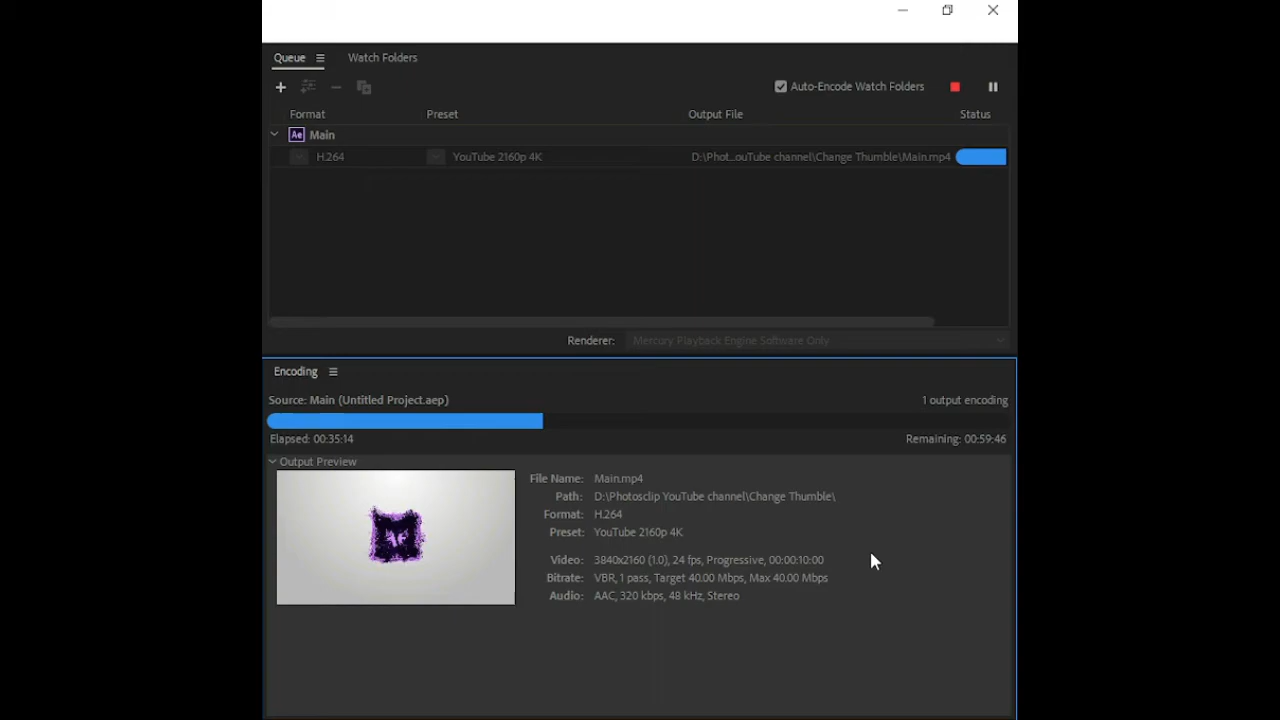 Queue Watch Folders
Auto-Encode Watch Folders
Format Preset Output File Status
Ae Main
H.264 YouTube 2160p 4K D:\Phot...ouTube channel\Change Thumble\Main.mp4
Renderer: Mercury Playback Engine Software Only
Encoding
Source: Main (Untitled Project.aep) 1 output encoding
Elapsed: 00:35:14 Remaining: 00:59:46
Output Preview
File Name: Main.mp4
Path: D:\Photosclip YouTube channel\Change Thumble\
Format: H.264
Preset: YouTube 2160p 4K
Video: 3840x2160 (1.0), 24 fps, Progressive, 00:00:10:00
Bitrate: VBR, 1 pass, Target 40.00 Mbps, Max 40.00 Mbps
Audio: AAC, 320 kbps, 48 kHz, Stereo